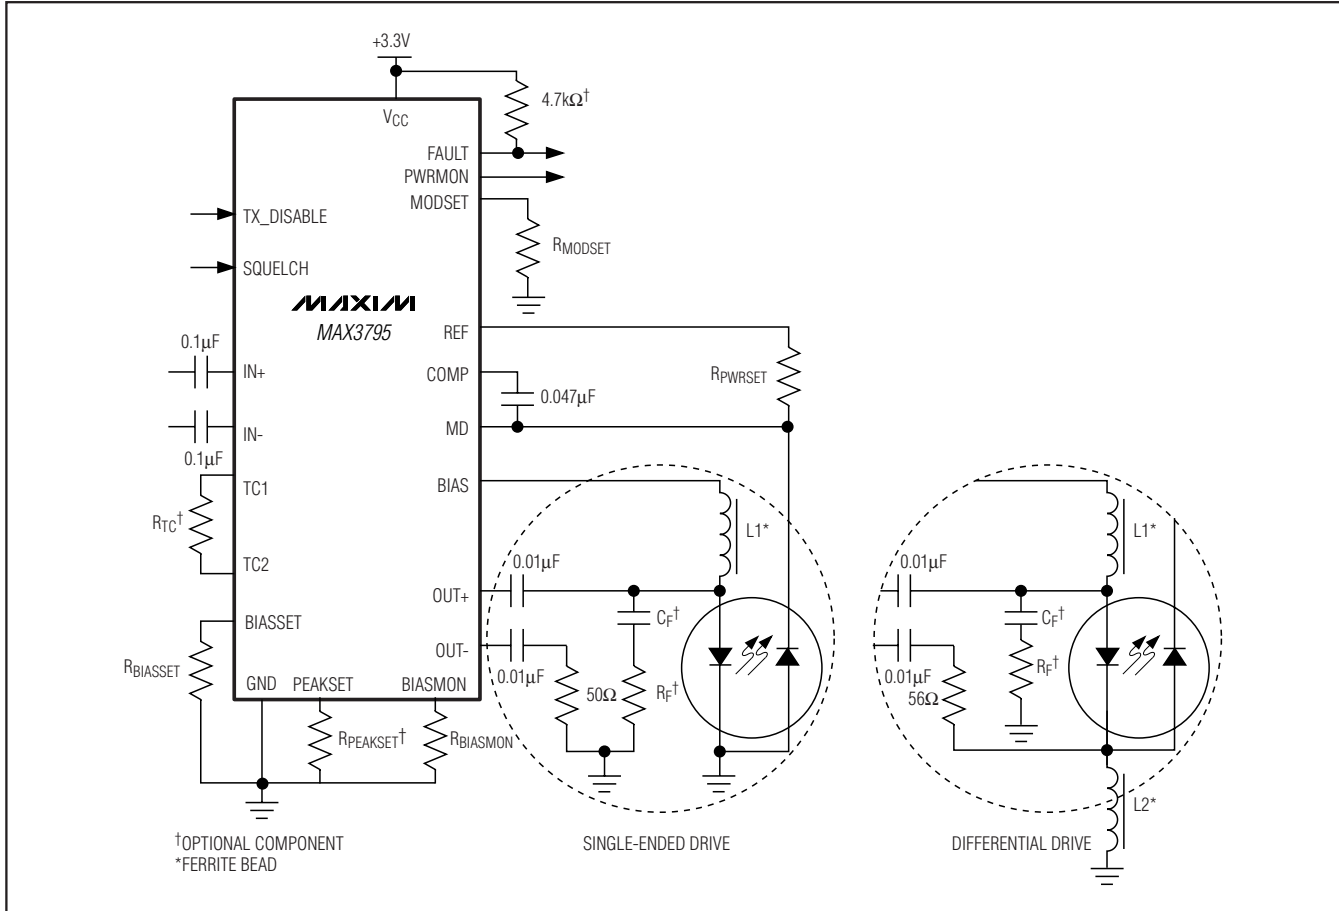 +3.3V
VCC
4.7kΩ†
FAULT
PWRMON
MODSET
TX_DISABLE
RMODSET
SQUELCH
MAXIM
MAX3795
REF
0.1µF
IN+
COMP
RPWRSET
0.047µF
IN-
MD
0.1µF
TC1
BIAS
RTC†
L1*
L1*
TC2
0.01µF
0.01µF
OUT+
CF†
CF†
BIASSET
OUT-
RBIASSET
0.01µF
50Ω
RF†
0.01µF
56Ω
RF†
GND
PEAKSET
BIASMON
RPEAKSET†
RBIASMON
L2*
†OPTIONAL COMPONENT
*FERRITE BEAD
SINGLE-ENDED DRIVE
DIFFERENTIAL DRIVE